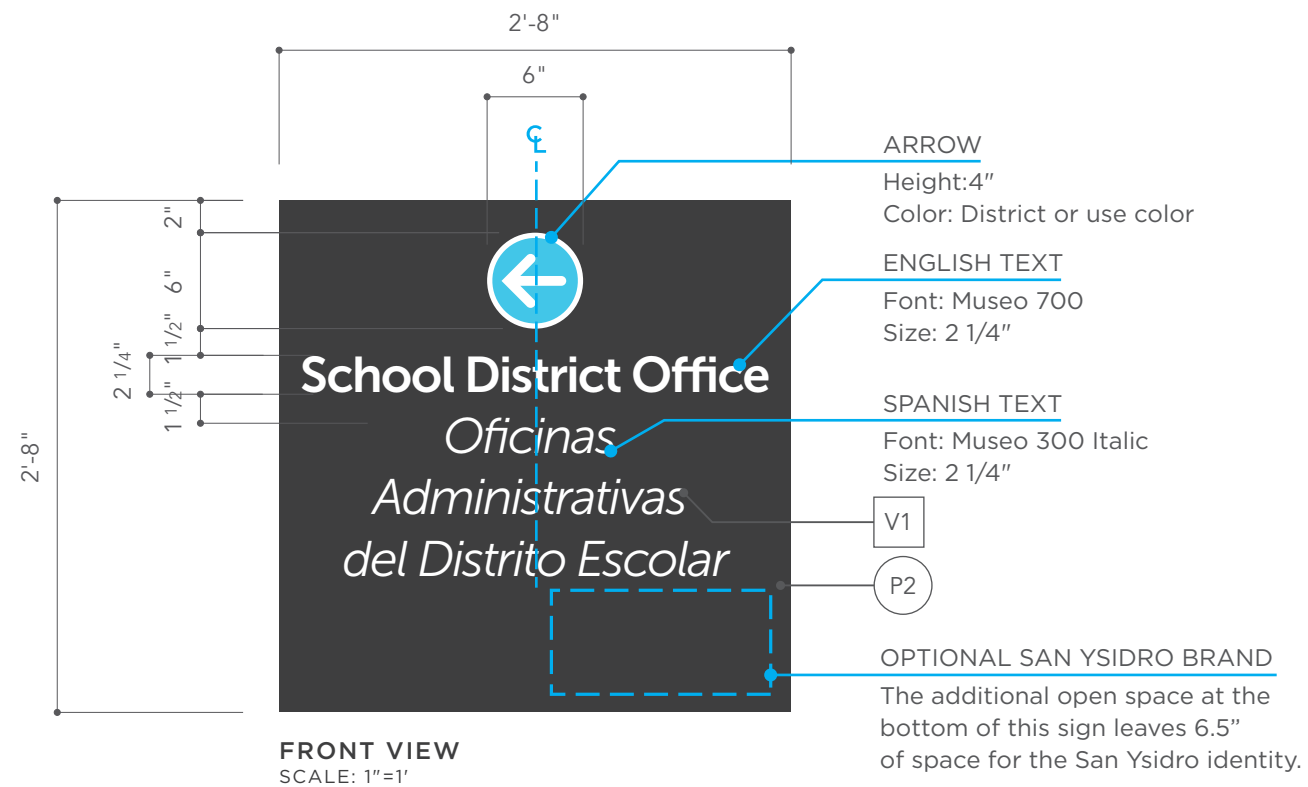 2'-8"
6"
℄
2"
6"
1 1/2"
2 1/4"
1 1/2"
2'-8"
School District Office
Oficinas
Administrativas
del Distrito Escolar
ARROW
Height:4"
Color: District or use color
ENGLISH TEXT
Font: Museo 700
Size: 2 1/4"
SPANISH TEXT
Font: Museo 300 Italic
Size: 2 1/4"
V1
P2
OPTIONAL SAN YSIDRO BRAND
The additional open space at the
bottom of this sign leaves 6.5”
of space for the San Ysidro identity.
FRONT VIEW
SCALE: 1"=1'